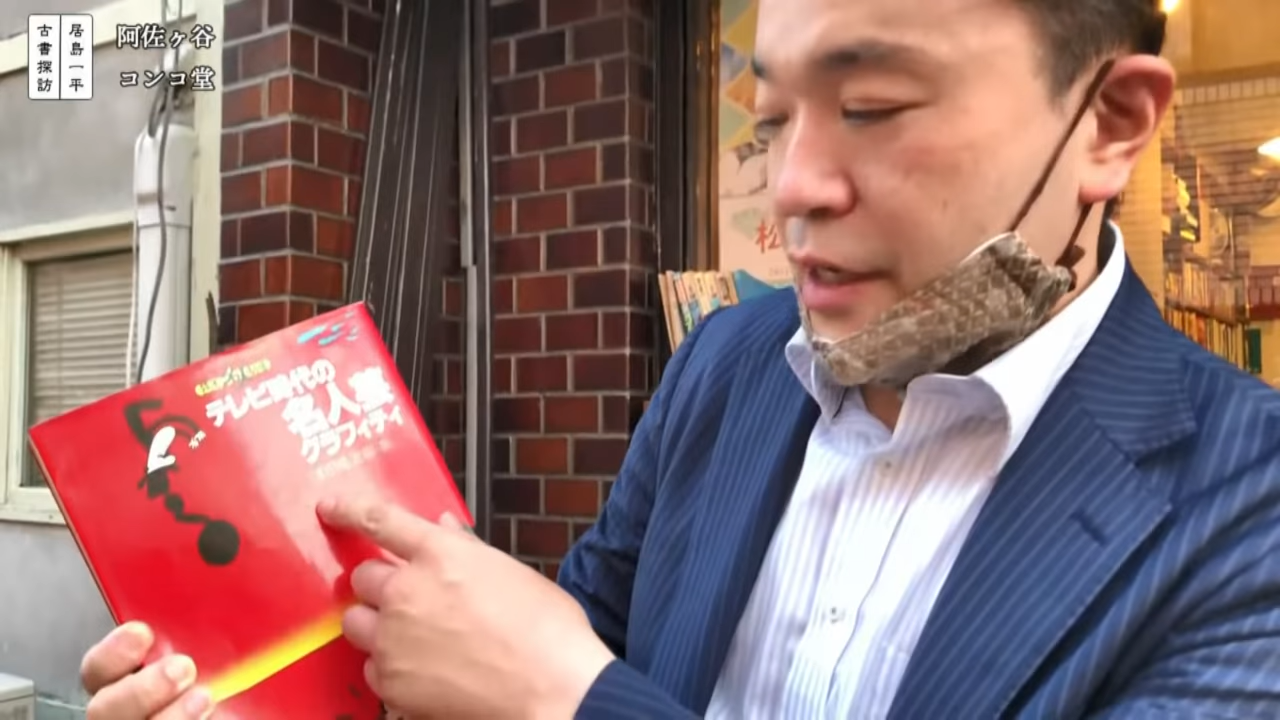 居島一平
古書探訪
阿佐ヶ谷
コンコ堂
テレビ時代の
名人芸
グラフィティ
松